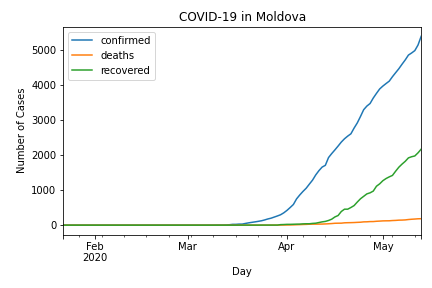 COVID-19 in Moldova
confirmed
deaths
recovered
Number of Cases
5000
4000
3000
2000
1000
0
Feb
2020
Mar
Apr
May
Day